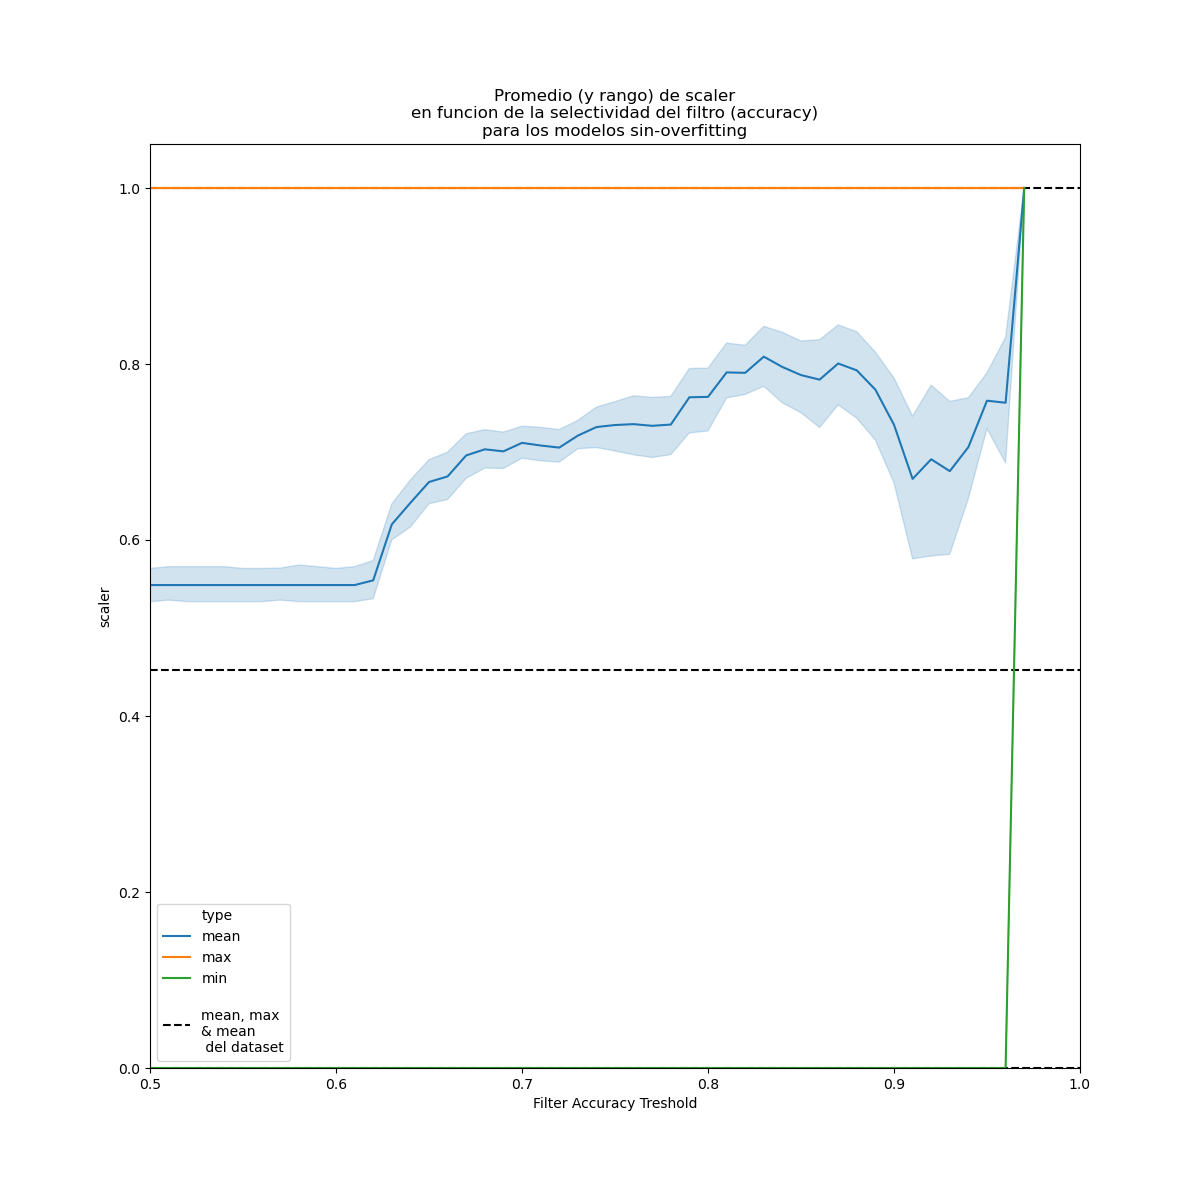 Promedio (y rango) de scaler
en funcion de la selectividad del filtro (accuracy)
para los modelos sin-overfitting
1.0
0.8
0.6
0.4
0.2
0.0
scaler
type
mean
max
min
mean, max
& mean
del dataset
0.5
0.6
0.7
0.8
0.9
1.0
Filter Accuracy Treshold